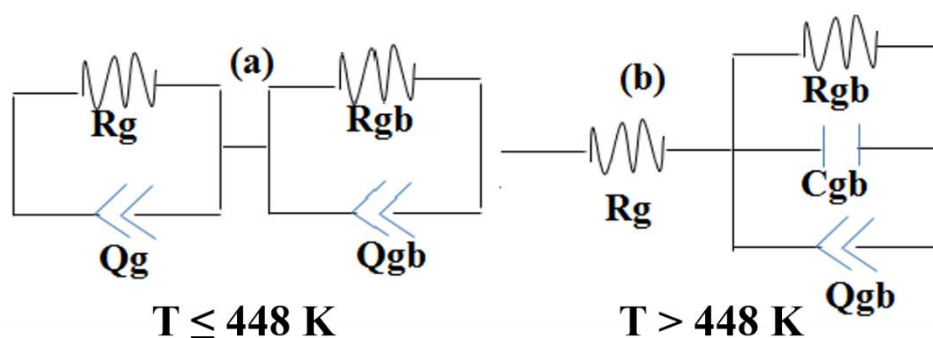 (a)
Rg
Rgb
Qg
Qgb
T ≤ 448 K
(b)
Rgb
Rg
Cgb
Qgb
T > 448 K